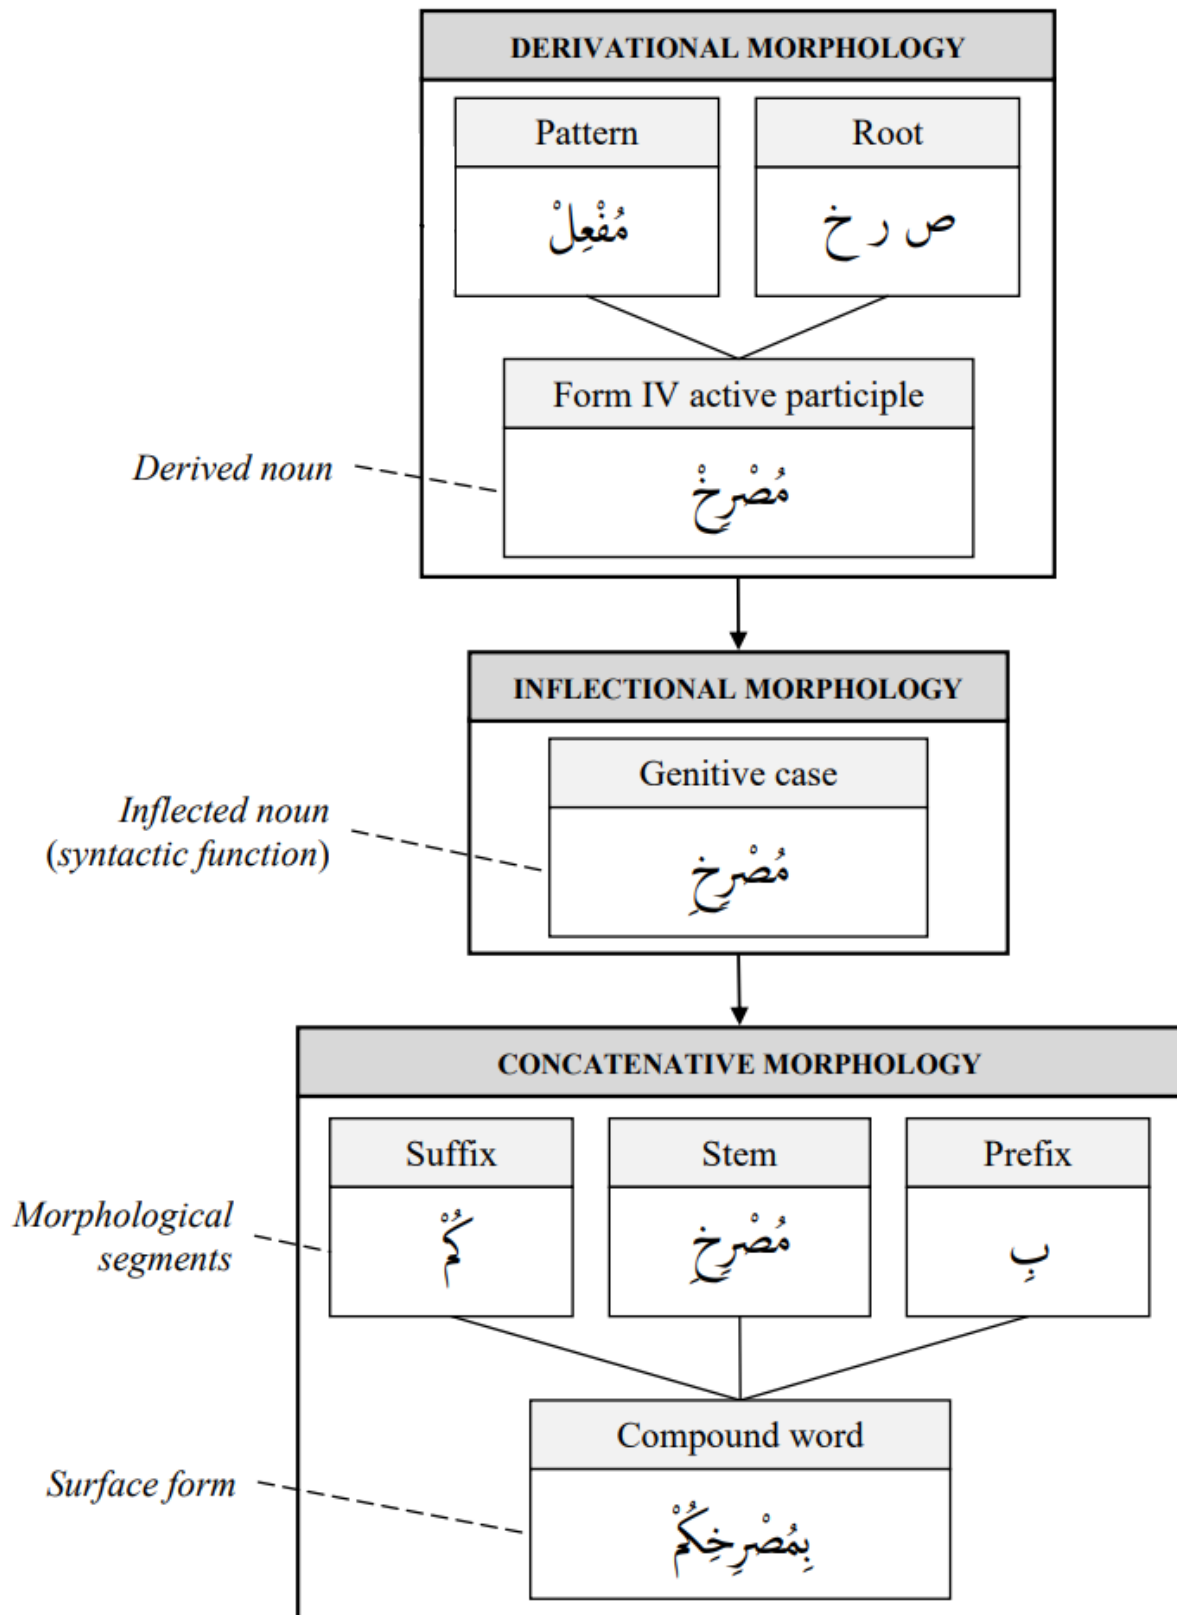 DERIVATIONAL MORPHOLOGY
Pattern
Root
مُفْعِلْ
ص ر خ
Form IV active participle
Derived noun
مُصْرِخْ
INFLECTIONAL MORPHOLOGY
Genitive case
Inflected noun
(syntactic function)
مُصْرِخِ
CONCATENATIVE MORPHOLOGY
Suffix
Stem
Prefix
Morphological
segments
كُمْ
مُصْرِخِ
بِ
Compound word
Surface form
بِمُصْرِخِكُمْ